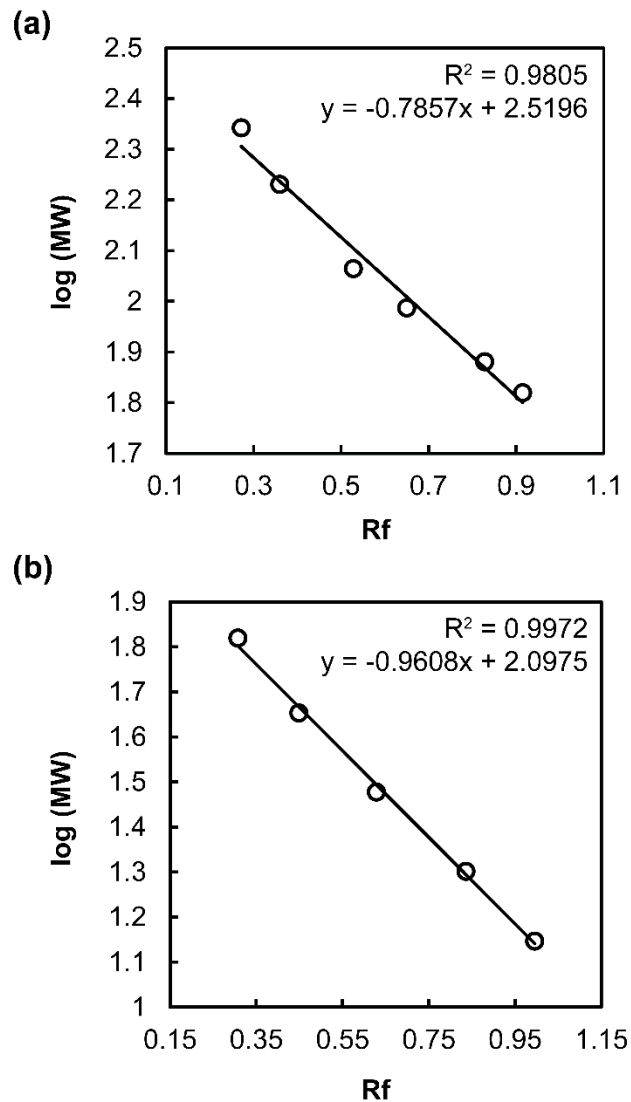 (a)
2.5
2.4
2.3
2.2
2.1
2
1.9
1.8
1.7
log (MW)
R² = 0.9805
y = -0.7857x + 2.5196
0.1 0.3 0.5 0.7 0.9 1.1
Rf
(b)
1.9
1.8
1.7
1.6
1.5
1.4
1.3
1.2
1.1
1
log (MW)
R² = 0.9972
y = -0.9608x + 2.0975
0.15 0.35 0.55 0.75 0.95 1.15
Rf